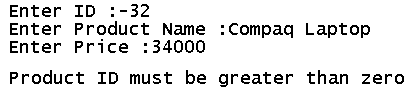 Enter ID :-32
Enter Product Name :Compaq Laptop
Enter Price :34000
Product ID must be greater than zero